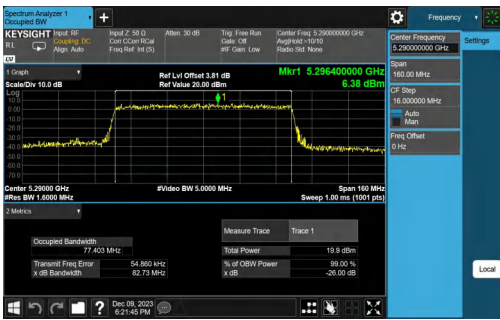 Spectrum Analyzer 1
Occupied BW
+
Frequency
KEYSIGHT Input: RF Input Z: 50 Ω Atten: 30 dB Trig: Free Run Center Freq: 5.290000000 GHz
RL Coupling: DC Corr CCorr RCal Gate: Off Avg|Hold:>10/10
Align: Auto Freq Ref: Int (S) #IF Gain: Low Radio Std: None
LXI
Center Frequency
5.290000000 GHz
Settings
Span
160.00 MHz
CF Step
16.000000 MHz
Auto
Man
Freq Offset
0 Hz
Local
1 Graph
Scale/Div 10.0 dB
Ref Lvl Offset 3.81 dB
Ref Value 20.00 dBm
Mkr1 5.296400000 GHz
6.38 dBm
Log
10.0
0.00
-10.0
-20.0
-30.0
-40.0
-50.0
-60.0
-70.0
1
Center 5.29000 GHz #Video BW 5.0000 MHz Span 160 MHz
#Res BW 1.6000 MHz Sweep 1.00 ms (1001 pts)
2 Metrics
Measure Trace Trace 1
Occupied Bandwidth
77.403 MHz Total Power 19.9 dBm
Transmit Freq Error 54.860 kHz % of OBW Power 99.00 %
x dB Bandwidth 82.73 MHz x dB -26.00 dB
? Dec 09, 2023
6:21:45 PM